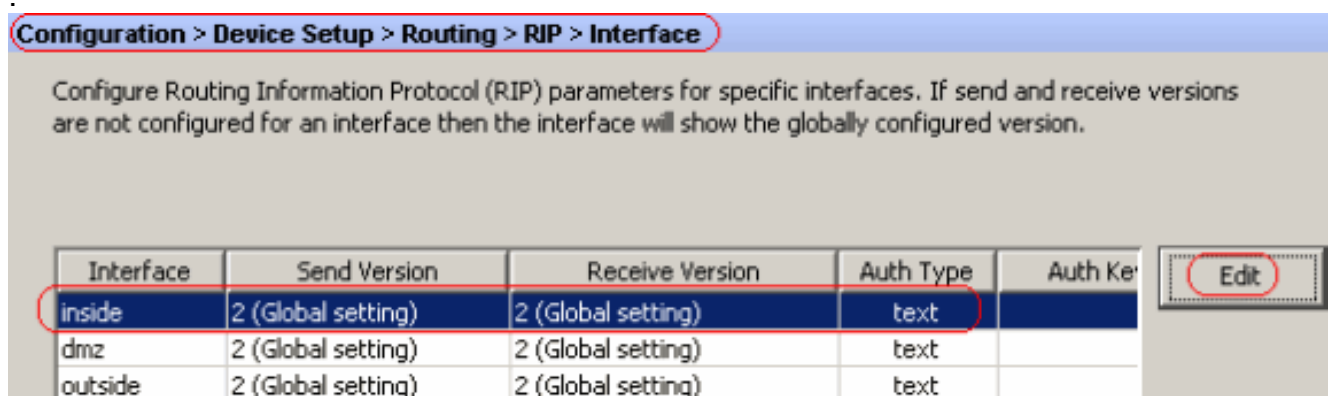 .
Configuration > Device Setup > Routing > RIP > Interface
Configure Routing Information Protocol (RIP) parameters for specific interfaces. If send and receive versions
are not configured for an interface then the interface will show the globally configured version.
Interface Send Version Receive Version Auth Type Auth Key Edit
inside 2 (Global setting) 2 (Global setting) text
dmz 2 (Global setting) 2 (Global setting) text
outside 2 (Global setting) 2 (Global setting) text